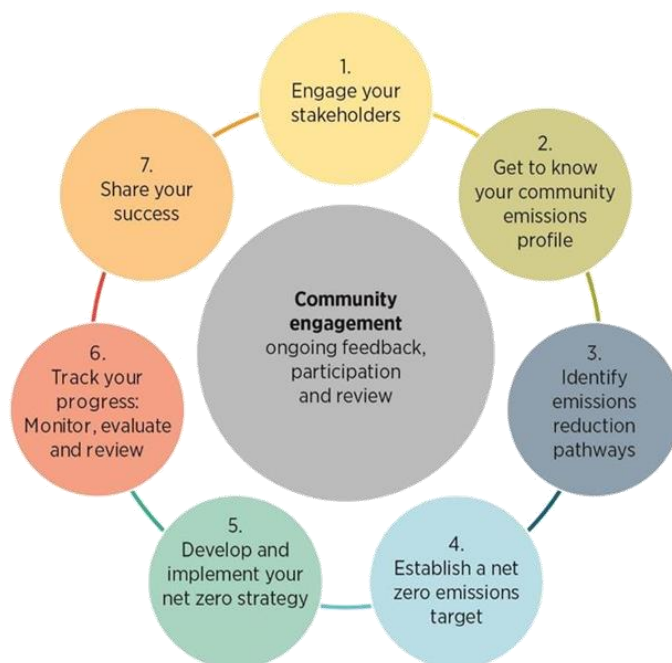 1.
Engage your
stakeholders
2.
Get to know
your community
emissions
profile
3.
Identify
emissions
reduction
pathways
4.
Establish a net
zero emissions
target
5.
Develop and
implement your
net zero strategy
6.
Track your
progress:
Monitor, evaluate
and review
7.
Share your
success
Community
engagement
ongoing feedback,
participation
and review